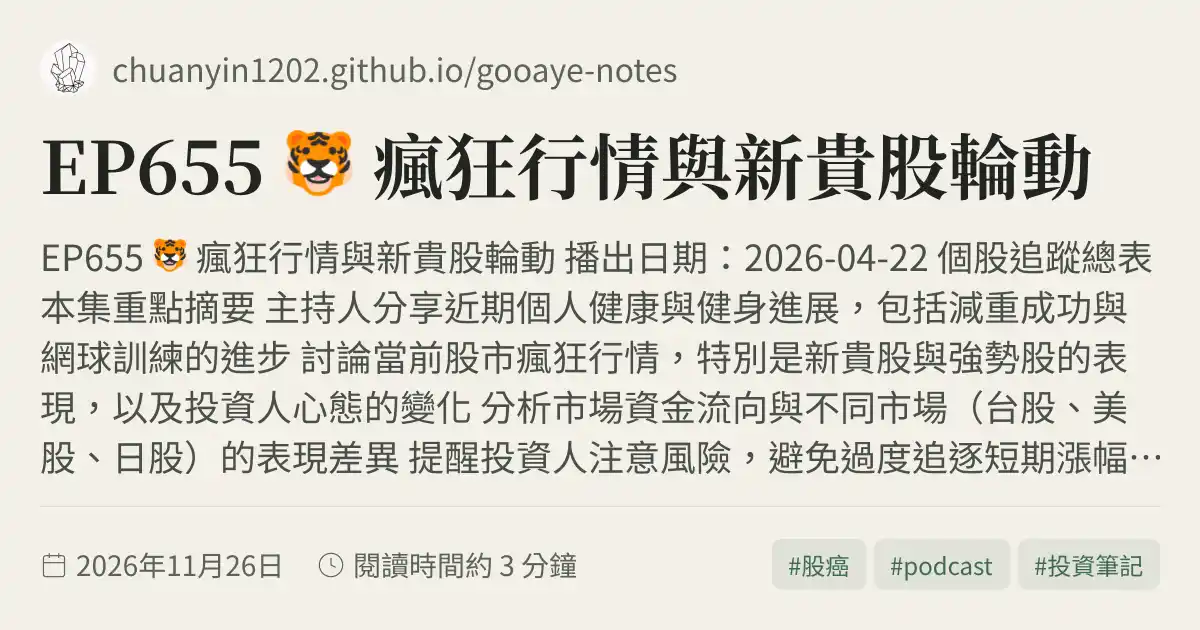 chuanyin1202.github.io/gooaye-notes
EP655 🐯 瘋狂行情與新貴股輪動
EP655 🐯 瘋狂行情與新貴股輪動 播出日期：2026-04-22 個股追蹤總表
本集重點摘要 主持人分享近期個人健康與健身進展，包括減重成功與
網球訓練的進步 討論當前股市瘋狂行情，特別是新貴股與強勢股的表
現，以及投資人心態的變化 分析市場資金流向與不同市場（台股、美
股、日股）的表現差異 提醒投資人注意風險，避免過度追逐短期漲幅…
2026年11月26日 閱讀時間約 3 分鐘 #股癌 #podcast #投資筆記